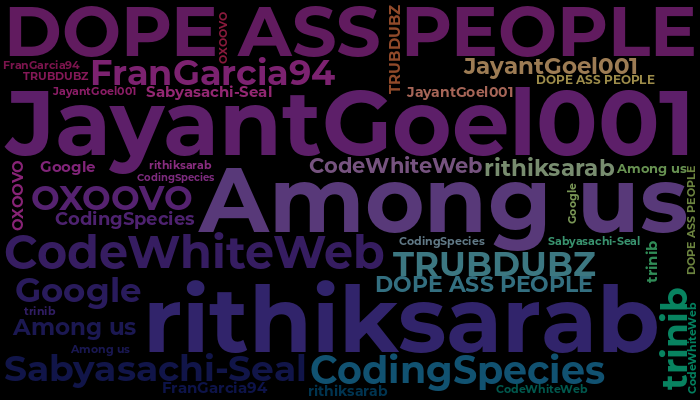 DOPE ASS PEOPLE
OXOOVO
TRUBDUBZ
FranGarcia94
TRUBDUBZ
FranGarcia94
JayantGoel001
DOPE ASS PEOPLE
JayantGoel001
Sabyasachi-Seal
JayantGoel001
JayantGoel001
OXOOVO
Google
rithiksarab
CodingSpecies
CodeWhiteWeb
rithiksarab
Among us
DOPE ASS PEOPLE
OXOOVO
CodingSpecies
Among us
Google
CodeWhiteWeb
CodingSpecies
Sabyasachi-Seal
trinib
TRUBDUBZ
DOPE ASS PEOPLE
Google
trinib
Among us
Among us
rithiksarab
trinib
CodeWhiteWeb
Sabyasachi-Seal
CodingSpecies
FranGarcia94
rithiksarab
CodeWhiteWeb